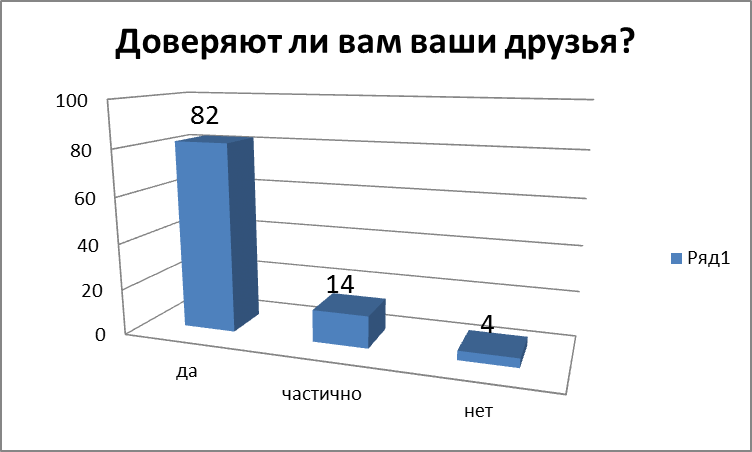 Доверяют ли вам ваши друзья?
100
80
60
40
20
0
82
14
4
да
частично
нет
Ряд1